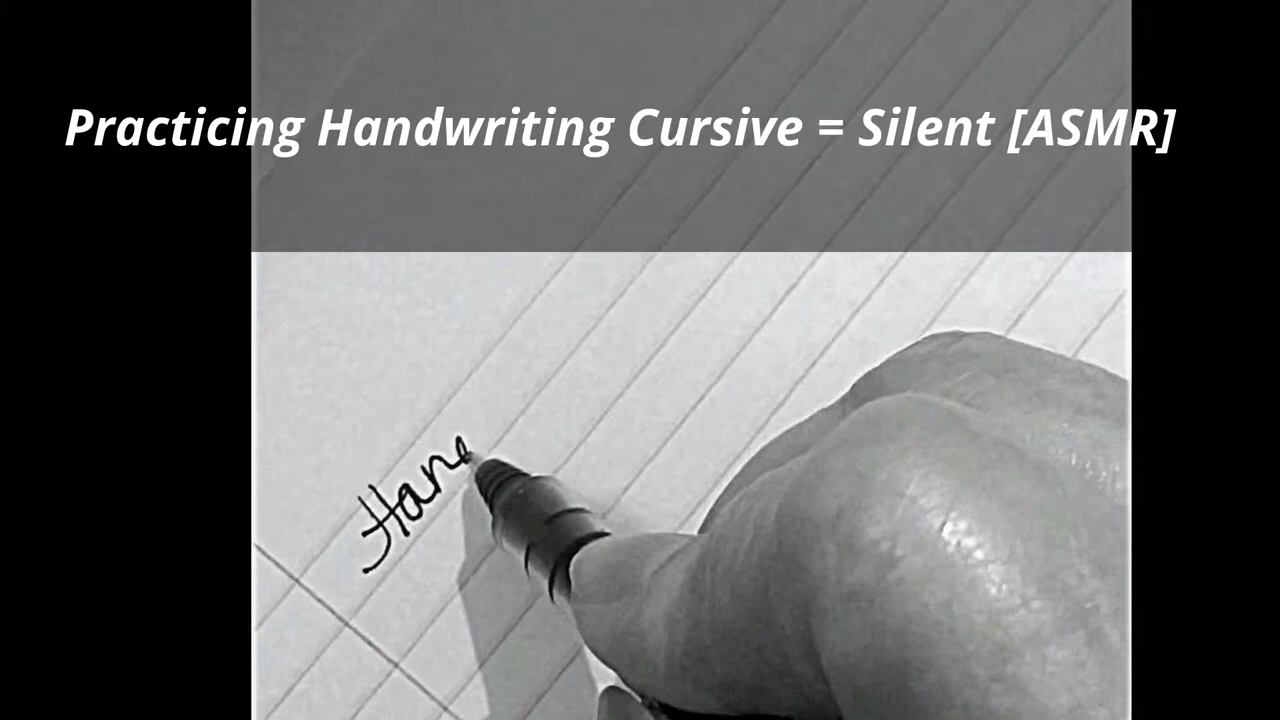 Practicing Handwriting Cursive = Silent [ASMR]
Han